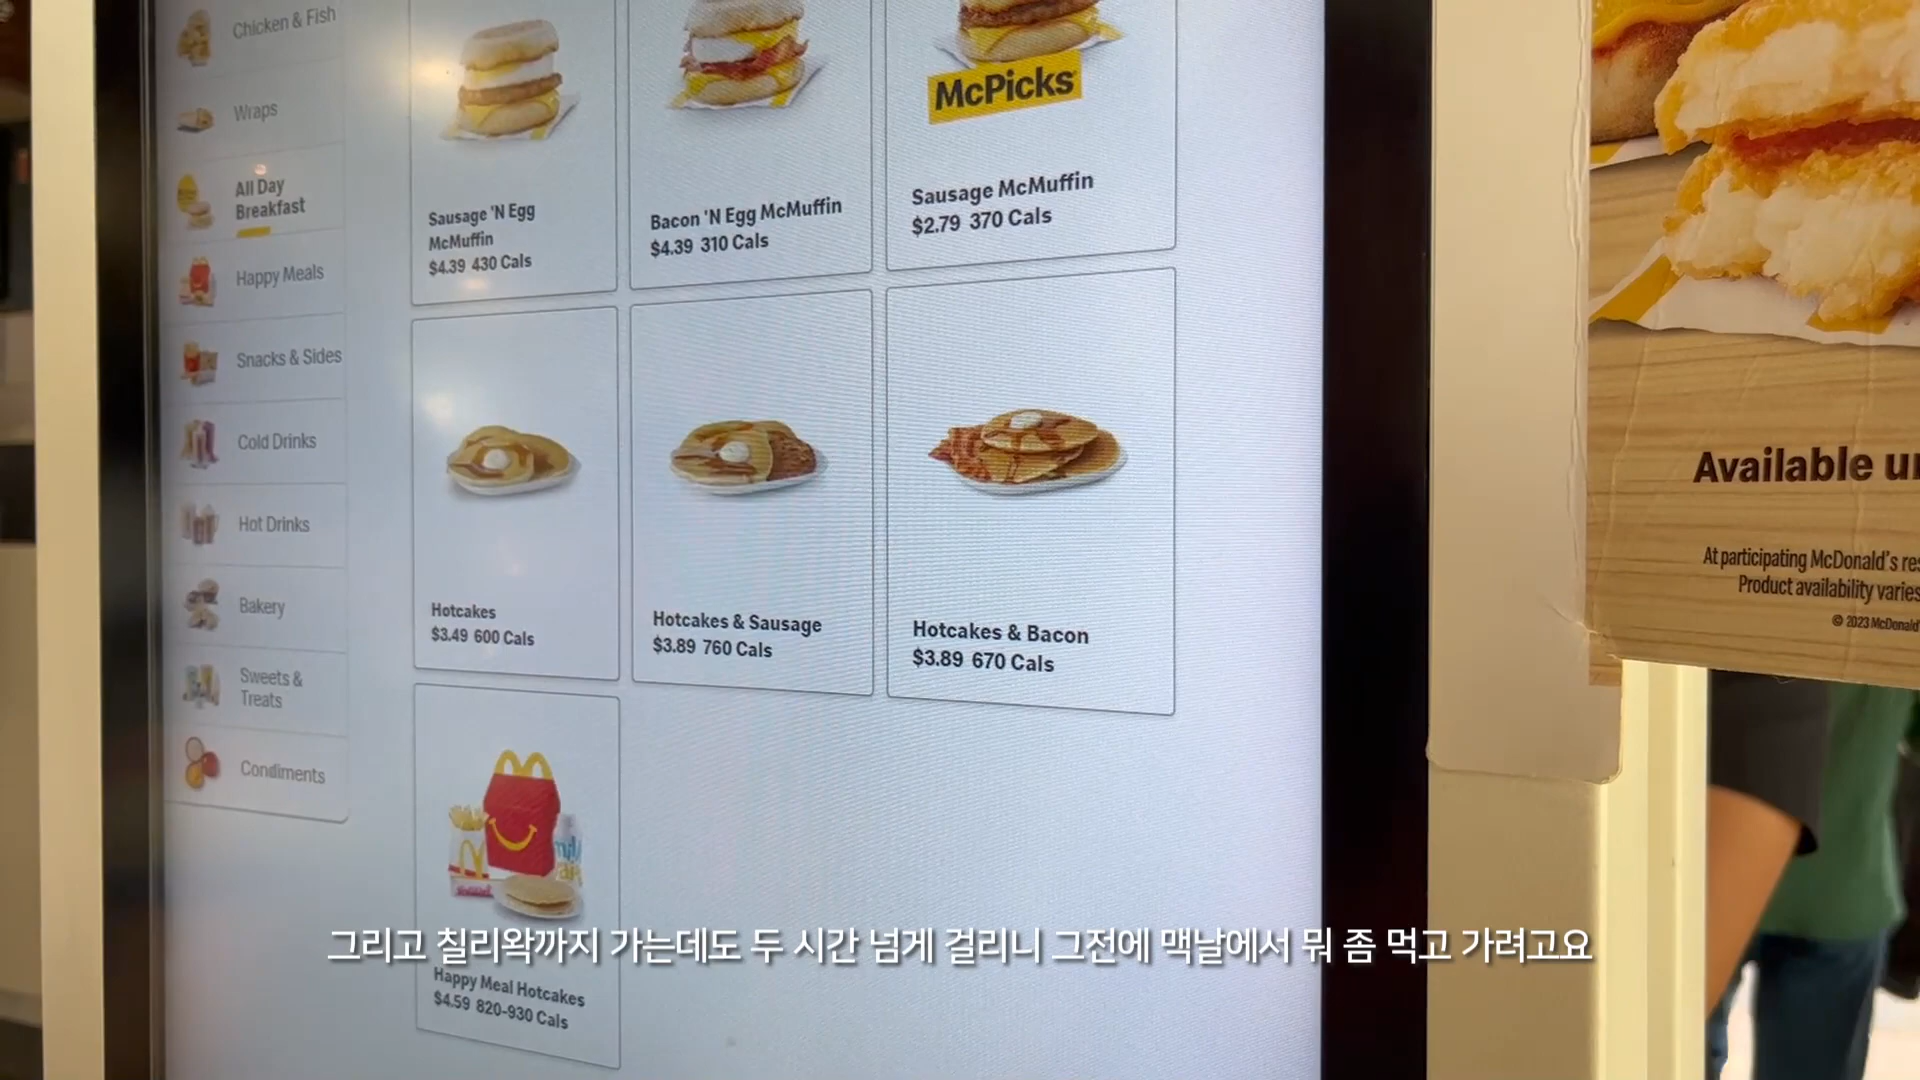 Chicken & Fish
Wraps
All Day
Breakfast
Happy Meals
Snacks & Sides
Cold Drinks
Hot Drinks
Bakery
Sweets &
Treats
Condiments
Sausage 'N Egg
McMuffin
$4.39 430 Cals
Bacon 'N Egg McMuffin
$4.39 310 Cals
McPicks
Sausage McMuffin
$2.79 370 Cals
Hotcakes
$3.49 600 Cals
Hotcakes & Sausage
$3.89 760 Cals
Hotcakes & Bacon
$3.89 670 Cals
Happy Meal Hotcakes
$4.59 820-930 Cals
Available
At participating McDonald's
Product availability varies
© 2023 McDonald'
그리고 칠리왁까지 가는데도 두 시간 넘게 걸리니 그전에 맥날에서 뭐 좀 먹고 가려고요